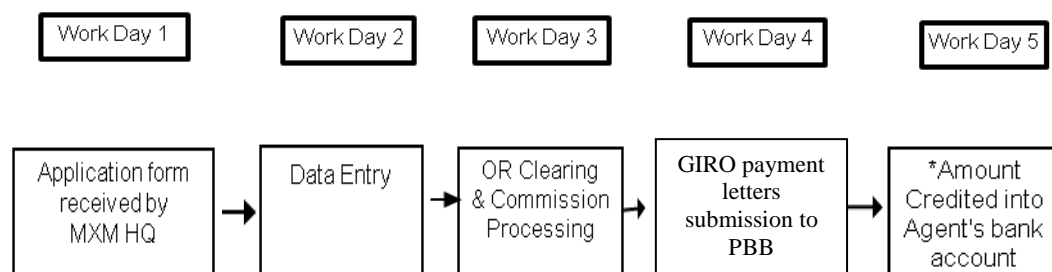 Work Day 1
Work Day 2
Work Day 3
Work Day 4
Work Day 5
Application form
received by
MXM HQ
Data Entry
OR Clearing
& Commission
Processing
GIRO payment
letters
submission to
PBB
*Amount
Credited into
Agent's bank
account